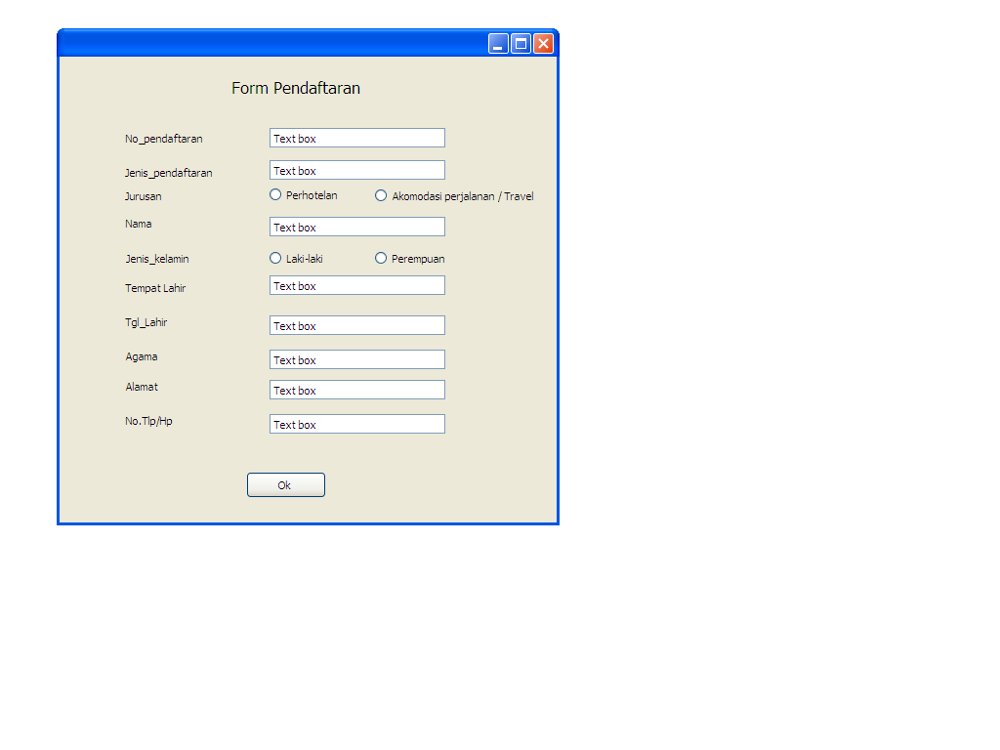 Form Pendaftaran
No_pendaftaran Text box
Jenis_pendaftaran Text box
Jurusan Perhotelan Akomodasi perjalanan / Travel
Nama Text box
Jenis_kelamin Laki-laki Perempuan
Tempat Lahir Text box
Tgl_Lahir Text box
Agama Text box
Alamat Text box
No.Tlp/Hp Text box
Ok